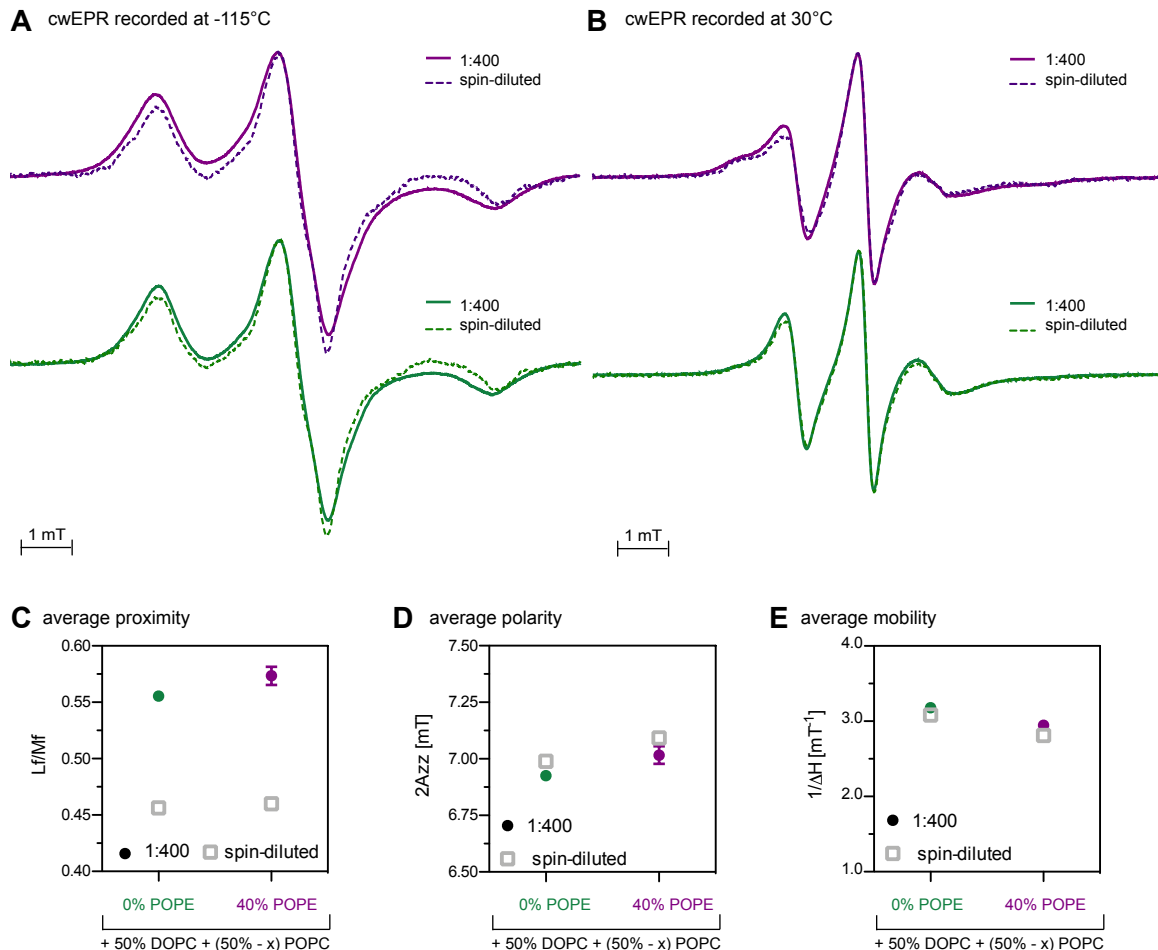 A cwEPR recorded at -115°C
1:400
spin-diluted
1:400
spin-diluted
1 mT
B cwEPR recorded at 30°C
1:400
spin-diluted
1:400
spin-diluted
1 mT
C average proximity
Lf/Mf
0.60
0.55
0.50
0.45
0.40
1:400 spin-diluted
0% POPE 40% POPE
+ 50% DOPC + (50% - x) POPC
D average polarity
2Azz [mT]
7.50
7.25
7.00
6.75
6.50
1:400
spin-diluted
0% POPE 40% POPE
+ 50% DOPC + (50% - x) POPC
E average mobility
1/ΔH [mT⁻¹]
4.0
3.0
2.0
1.0
1:400
spin-diluted
0% POPE 40% POPE
+ 50% DOPC + (50% - x) POPC